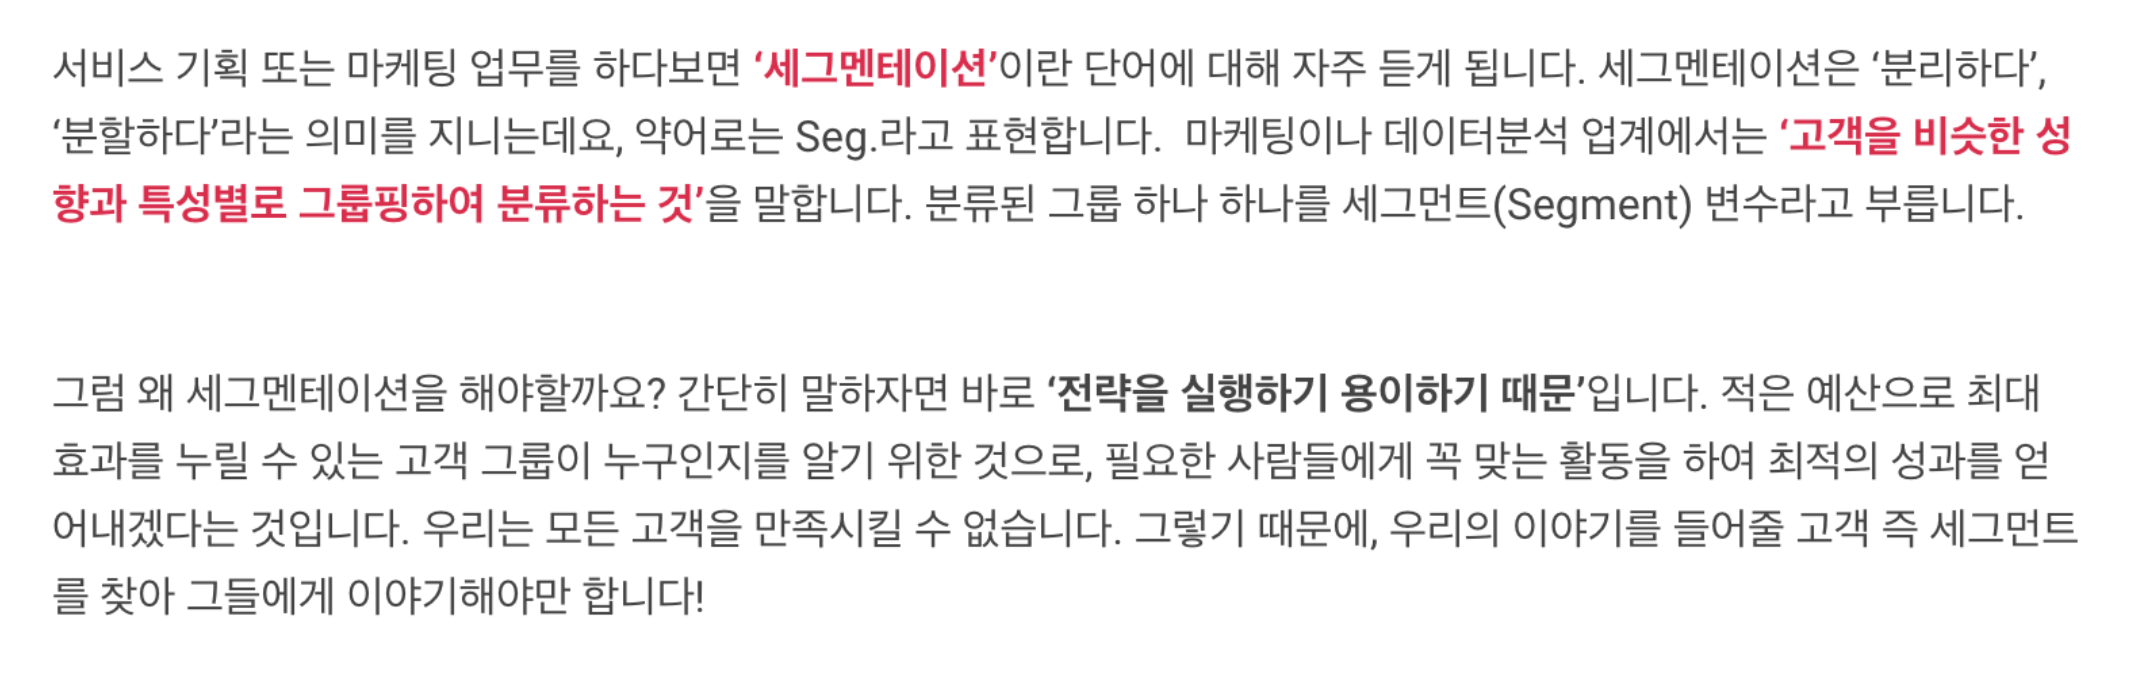 서비스 기획 또는 마케팅 업무를 하다보면 ‘세그멘테이션’이란 단어에 대해 자주 듣게 됩니다. 세그멘테이션은 ‘분리하다’,
‘분할하다’라는 의미를 지니는데요, 약어로는 Seg.라고 표현합니다.  마케팅이나 데이터분석 업계에서는 ‘고객을 비슷한 성
향과 특성별로 그룹핑하여 분류하는 것’을 말합니다. 분류된 그룹 하나 하나를 세그먼트(Segment) 변수라고 부릅니다.
그럼 왜 세그멘테이션을 해야할까요? 간단히 말하자면 바로 ‘전략을 실행하기 용이하기 때문’입니다. 적은 예산으로 최대
효과를 누릴 수 있는 고객 그룹이 누구인지를 알기 위한 것으로, 필요한 사람들에게 꼭 맞는 활동을 하여 최적의 성과를 얻
어내겠다는 것입니다. 우리는 모든 고객을 만족시킬 수 없습니다. 그렇기 때문에, 우리의 이야기를 들어줄 고객 즉 세그먼트
를 찾아 그들에게 이야기해야만 합니다!